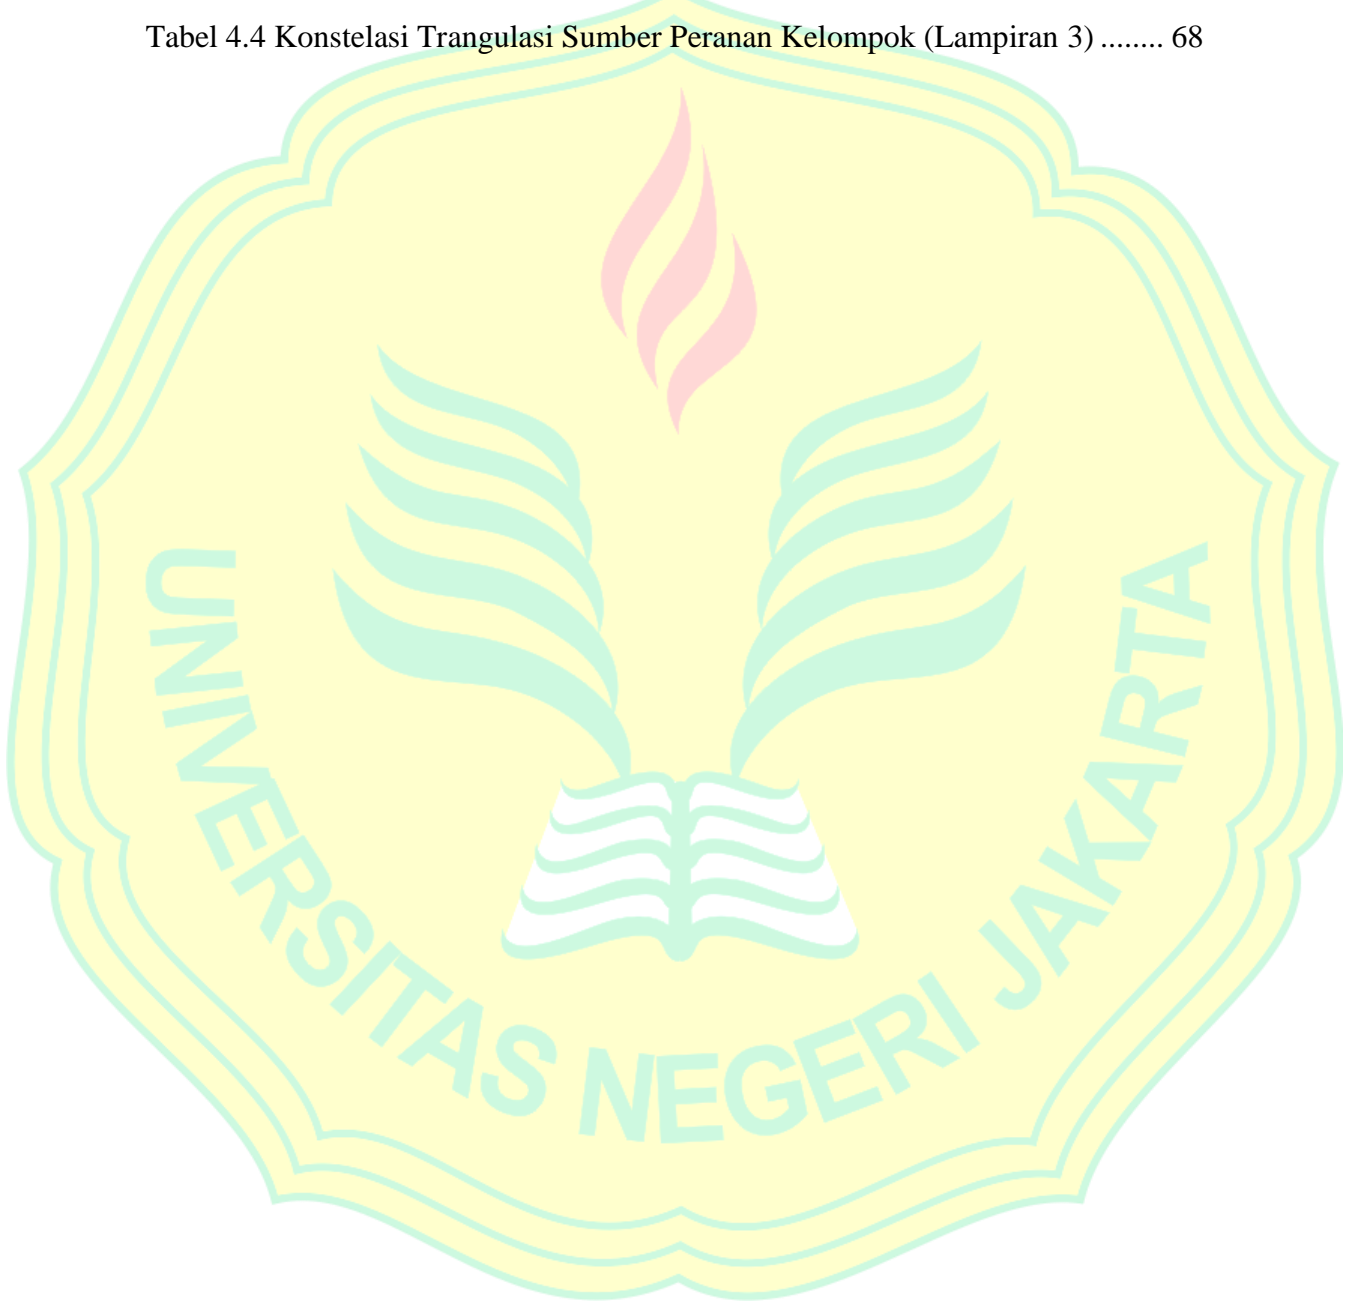 Tabel 4.4 Konstelasi Trangulasi Sumber Peranan Kelompok (Lampiran 3) ........ 68
UNIVERSITAS NEGERI JAKARTA